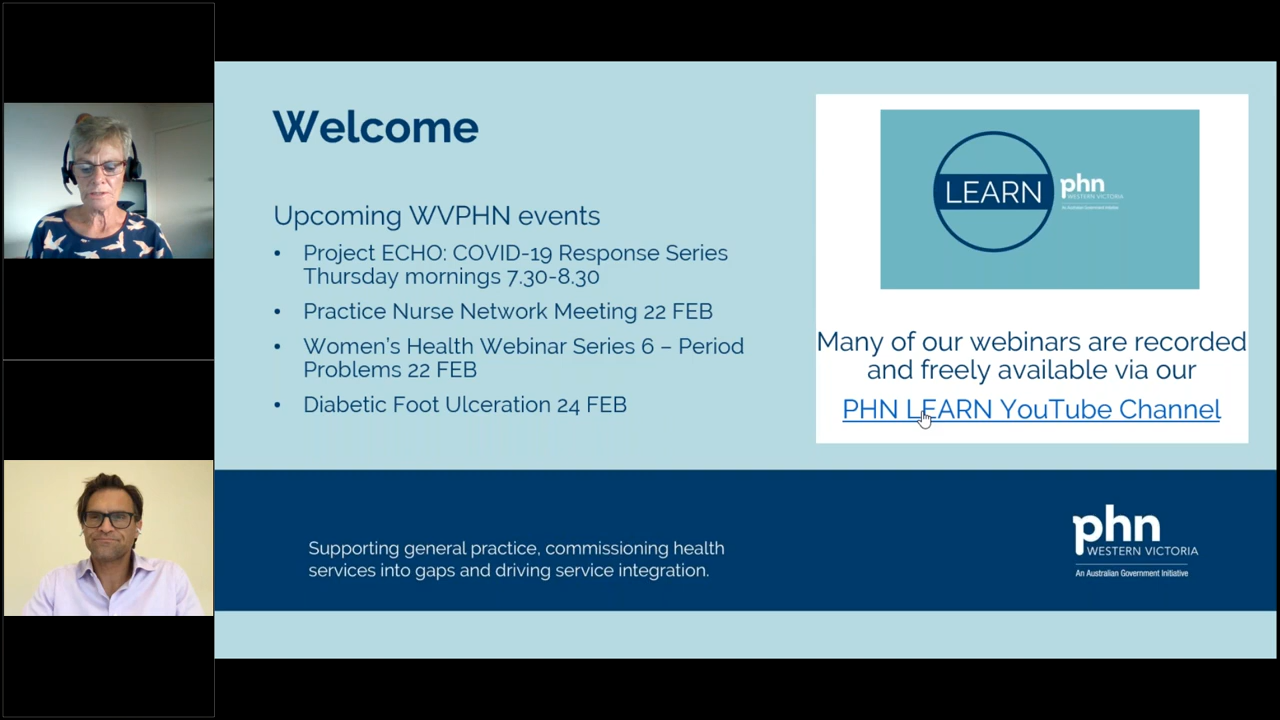 Welcome
Upcoming WVPHN events
• Project ECHO: COVID-19 Response Series
Thursday mornings 7.30-8.30
• Practice Nurse Network Meeting 22 FEB
• Women’s Health Webinar Series 6 – Period
Problems 22 FEB
• Diabetic Foot Ulceration 24 FEB
LEARN
phn
WESTERN VICTORIA
An Australian Government Initiative
Many of our webinars are recorded
and freely available via our
PHN LEARN YouTube Channel
Supporting general practice, commissioning health
services into gaps and driving service integration.
phn
WESTERN VICTORIA
An Australian Government Initiative